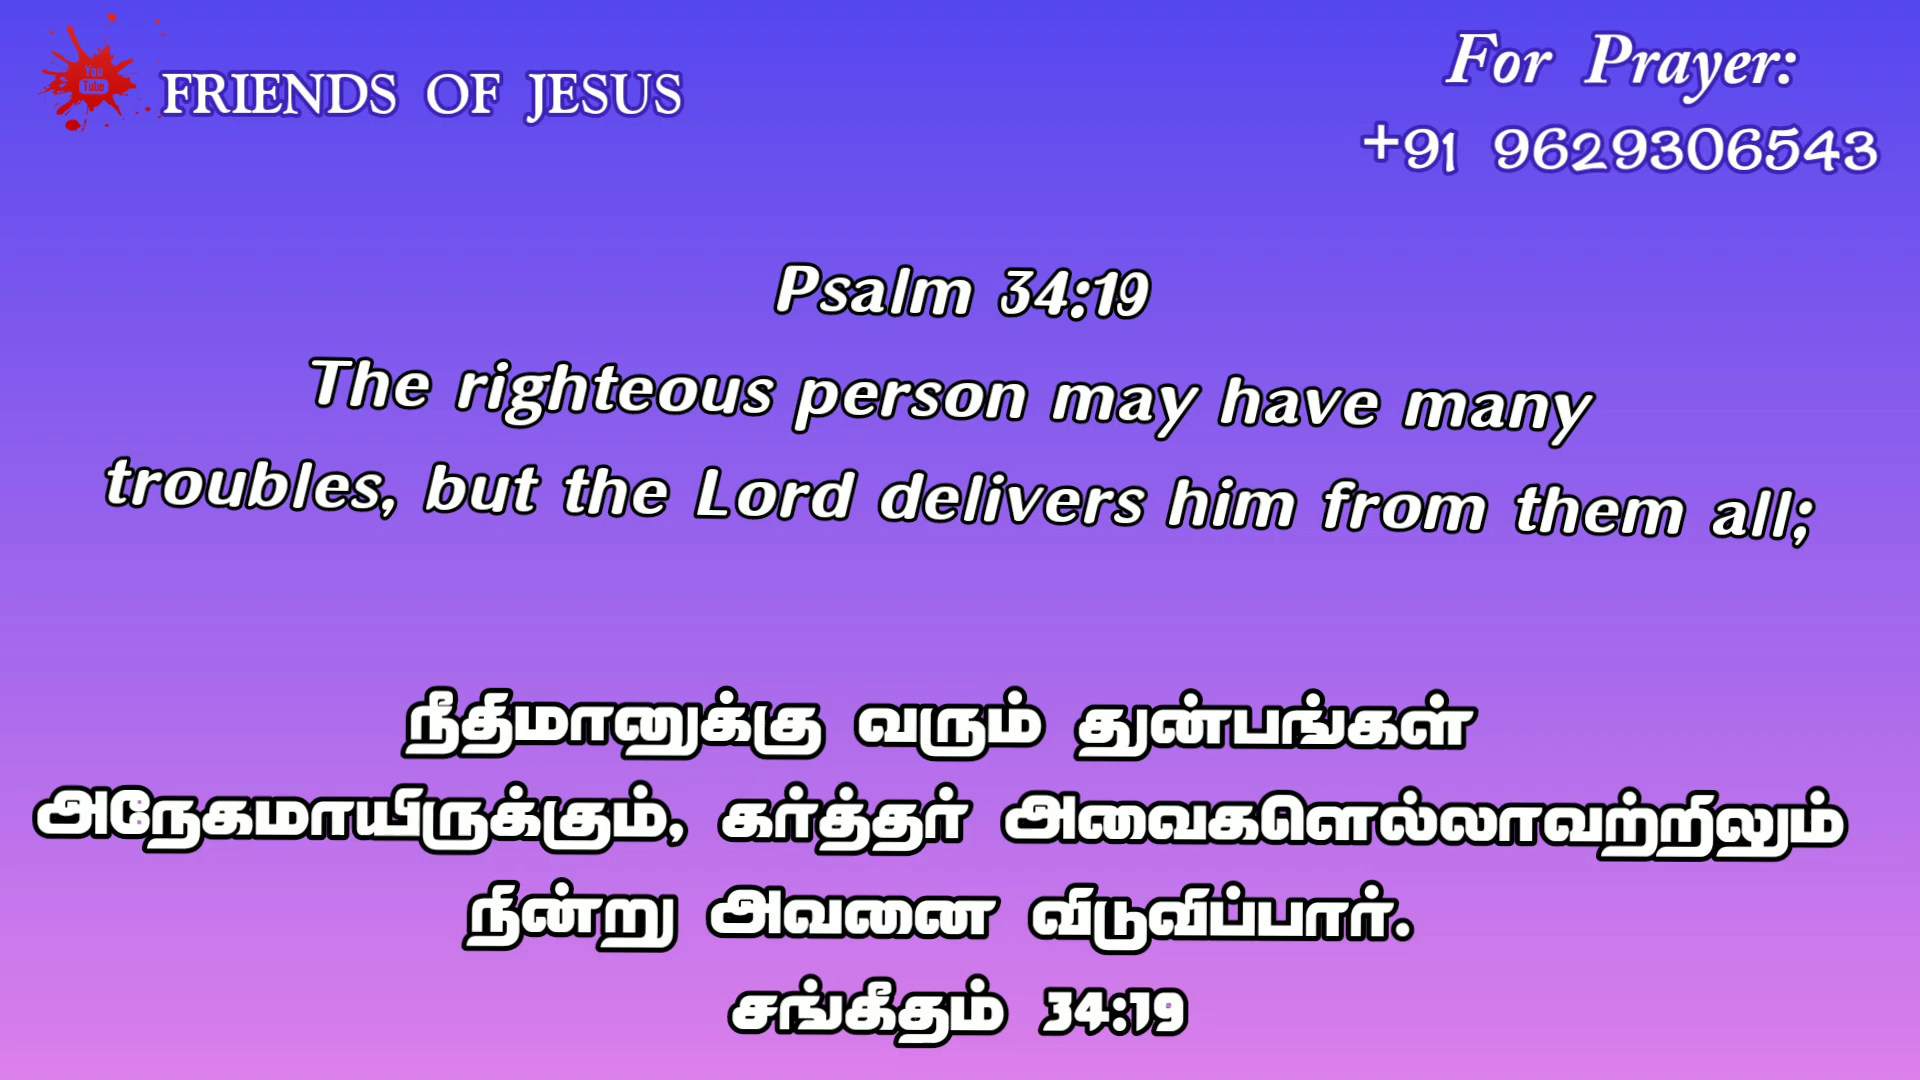 You
Tube
FRIENDS OF JESUS
For Prayer:
+91 9629306543
Psalm 34:19
The righteous person may have many
troubles, but the Lord delivers him from them all;
நீதிமானுக்கு வரும் துன்பங்கள்
அநேகமாயிருக்கும், கர்த்தர் அவைகளெல்லாவற்றிலும்
நின்று அவனை விடுவிப்பார்.
சங்கீதம் 34:19